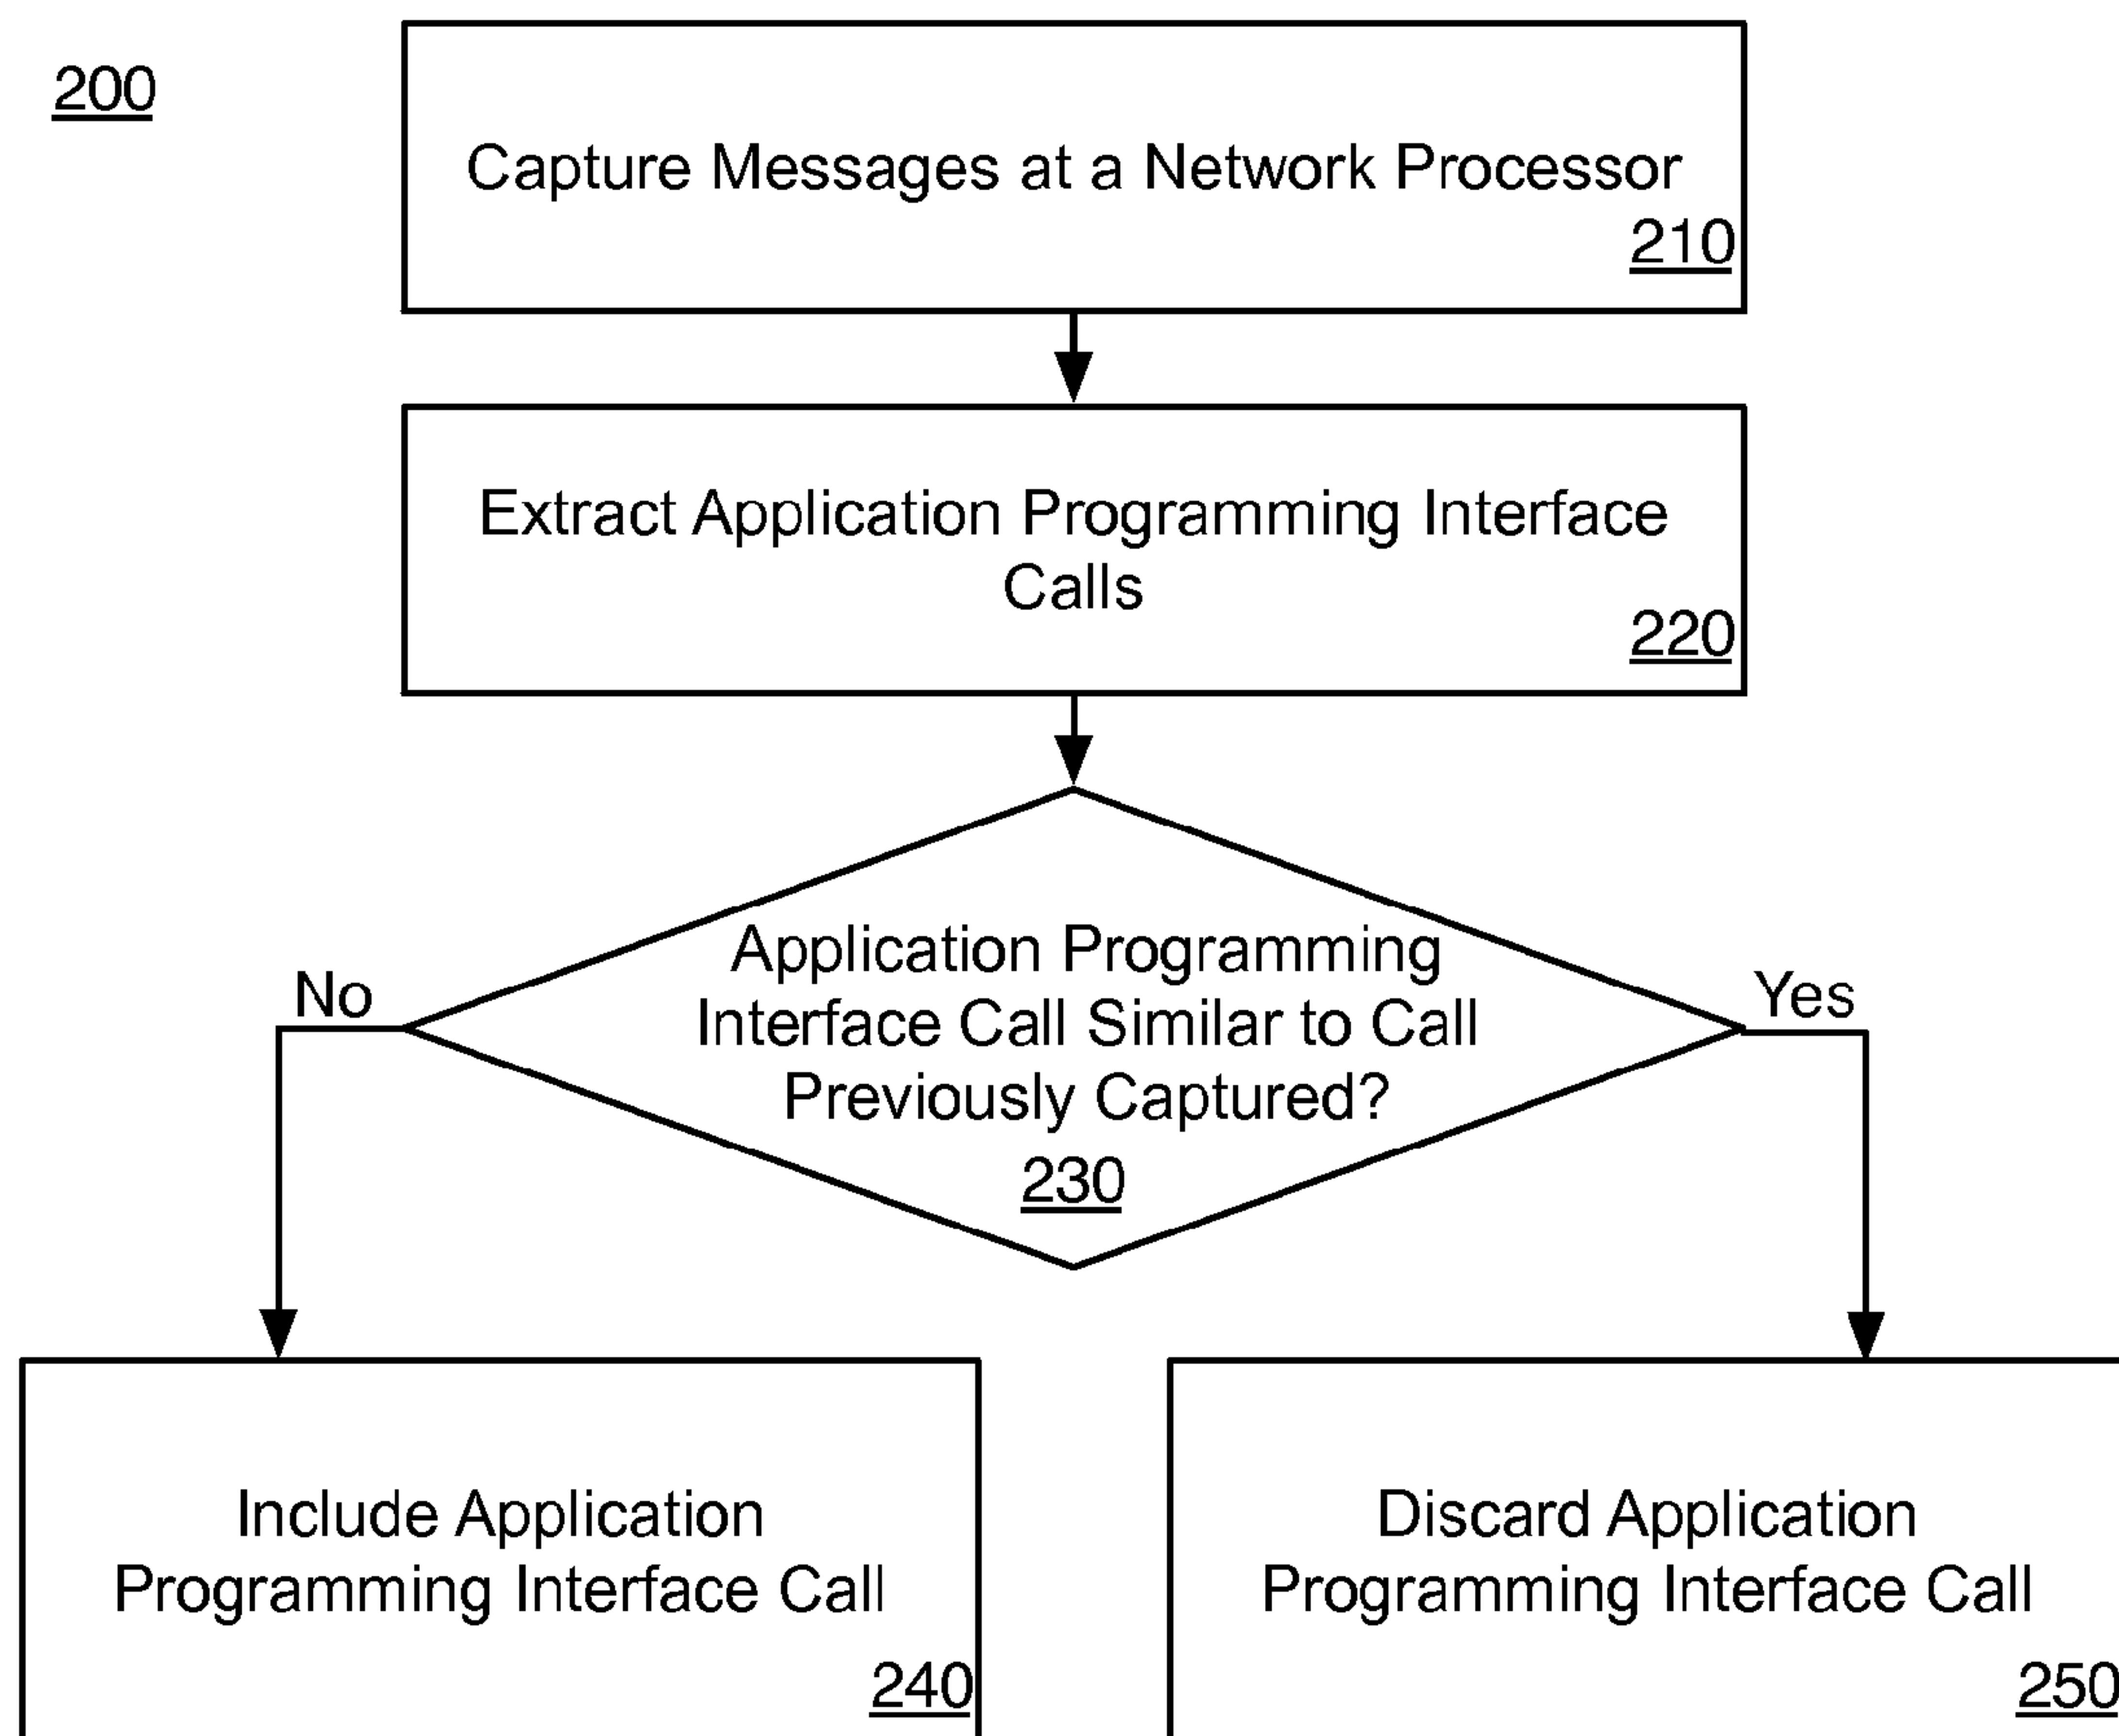 200
Capture Messages at a Network Processor
210
Extract Application Programming Interface
Calls
220
Application Programming
Interface Call Similar to Call
Previously Captured?
230
No
Yes
Include Application
Programming Interface Call
240
Discard Application
Programming Interface Call
250